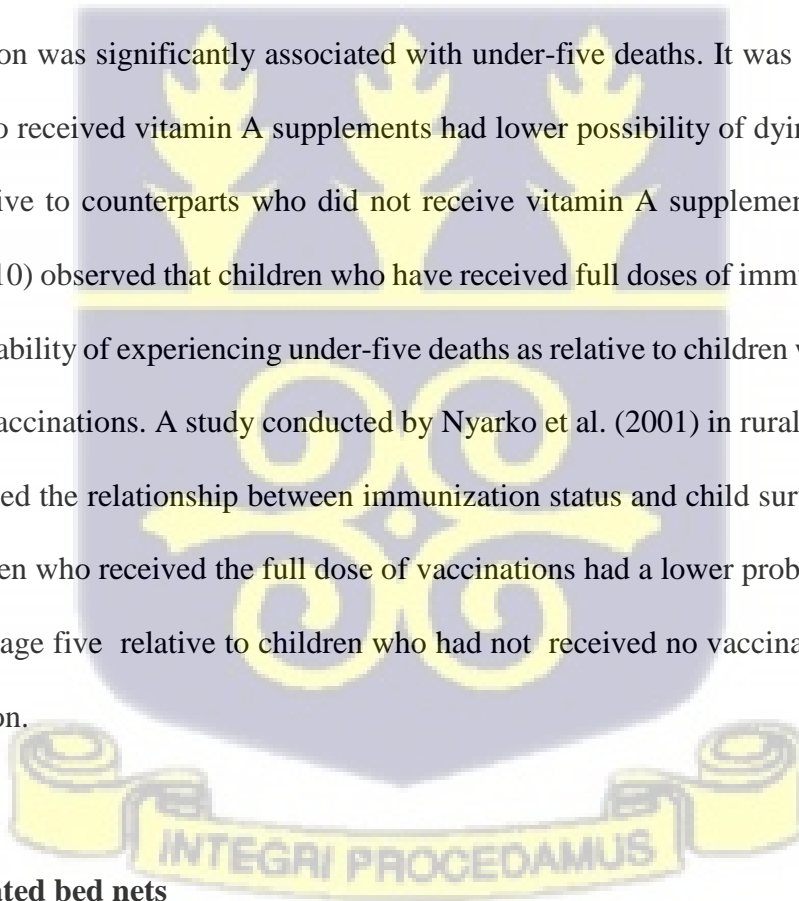 on was significantly associated with under-five deaths. It was
o received vitamin A supplements had lower possibility of dyin
ive to counterparts who did not receive vitamin A supplemen
10) observed that children who have received full doses of immu
ability of experiencing under-five deaths as relative to children w
accinations. A study conducted by Nyarko et al. (2001) in rural
ed the relationship between immunization status and child sur
en who received the full dose of vaccinations had a lower prob
age five relative to children who had not received no vaccina
on.
INTEGRI PROCEDAMUS
ated bed nets